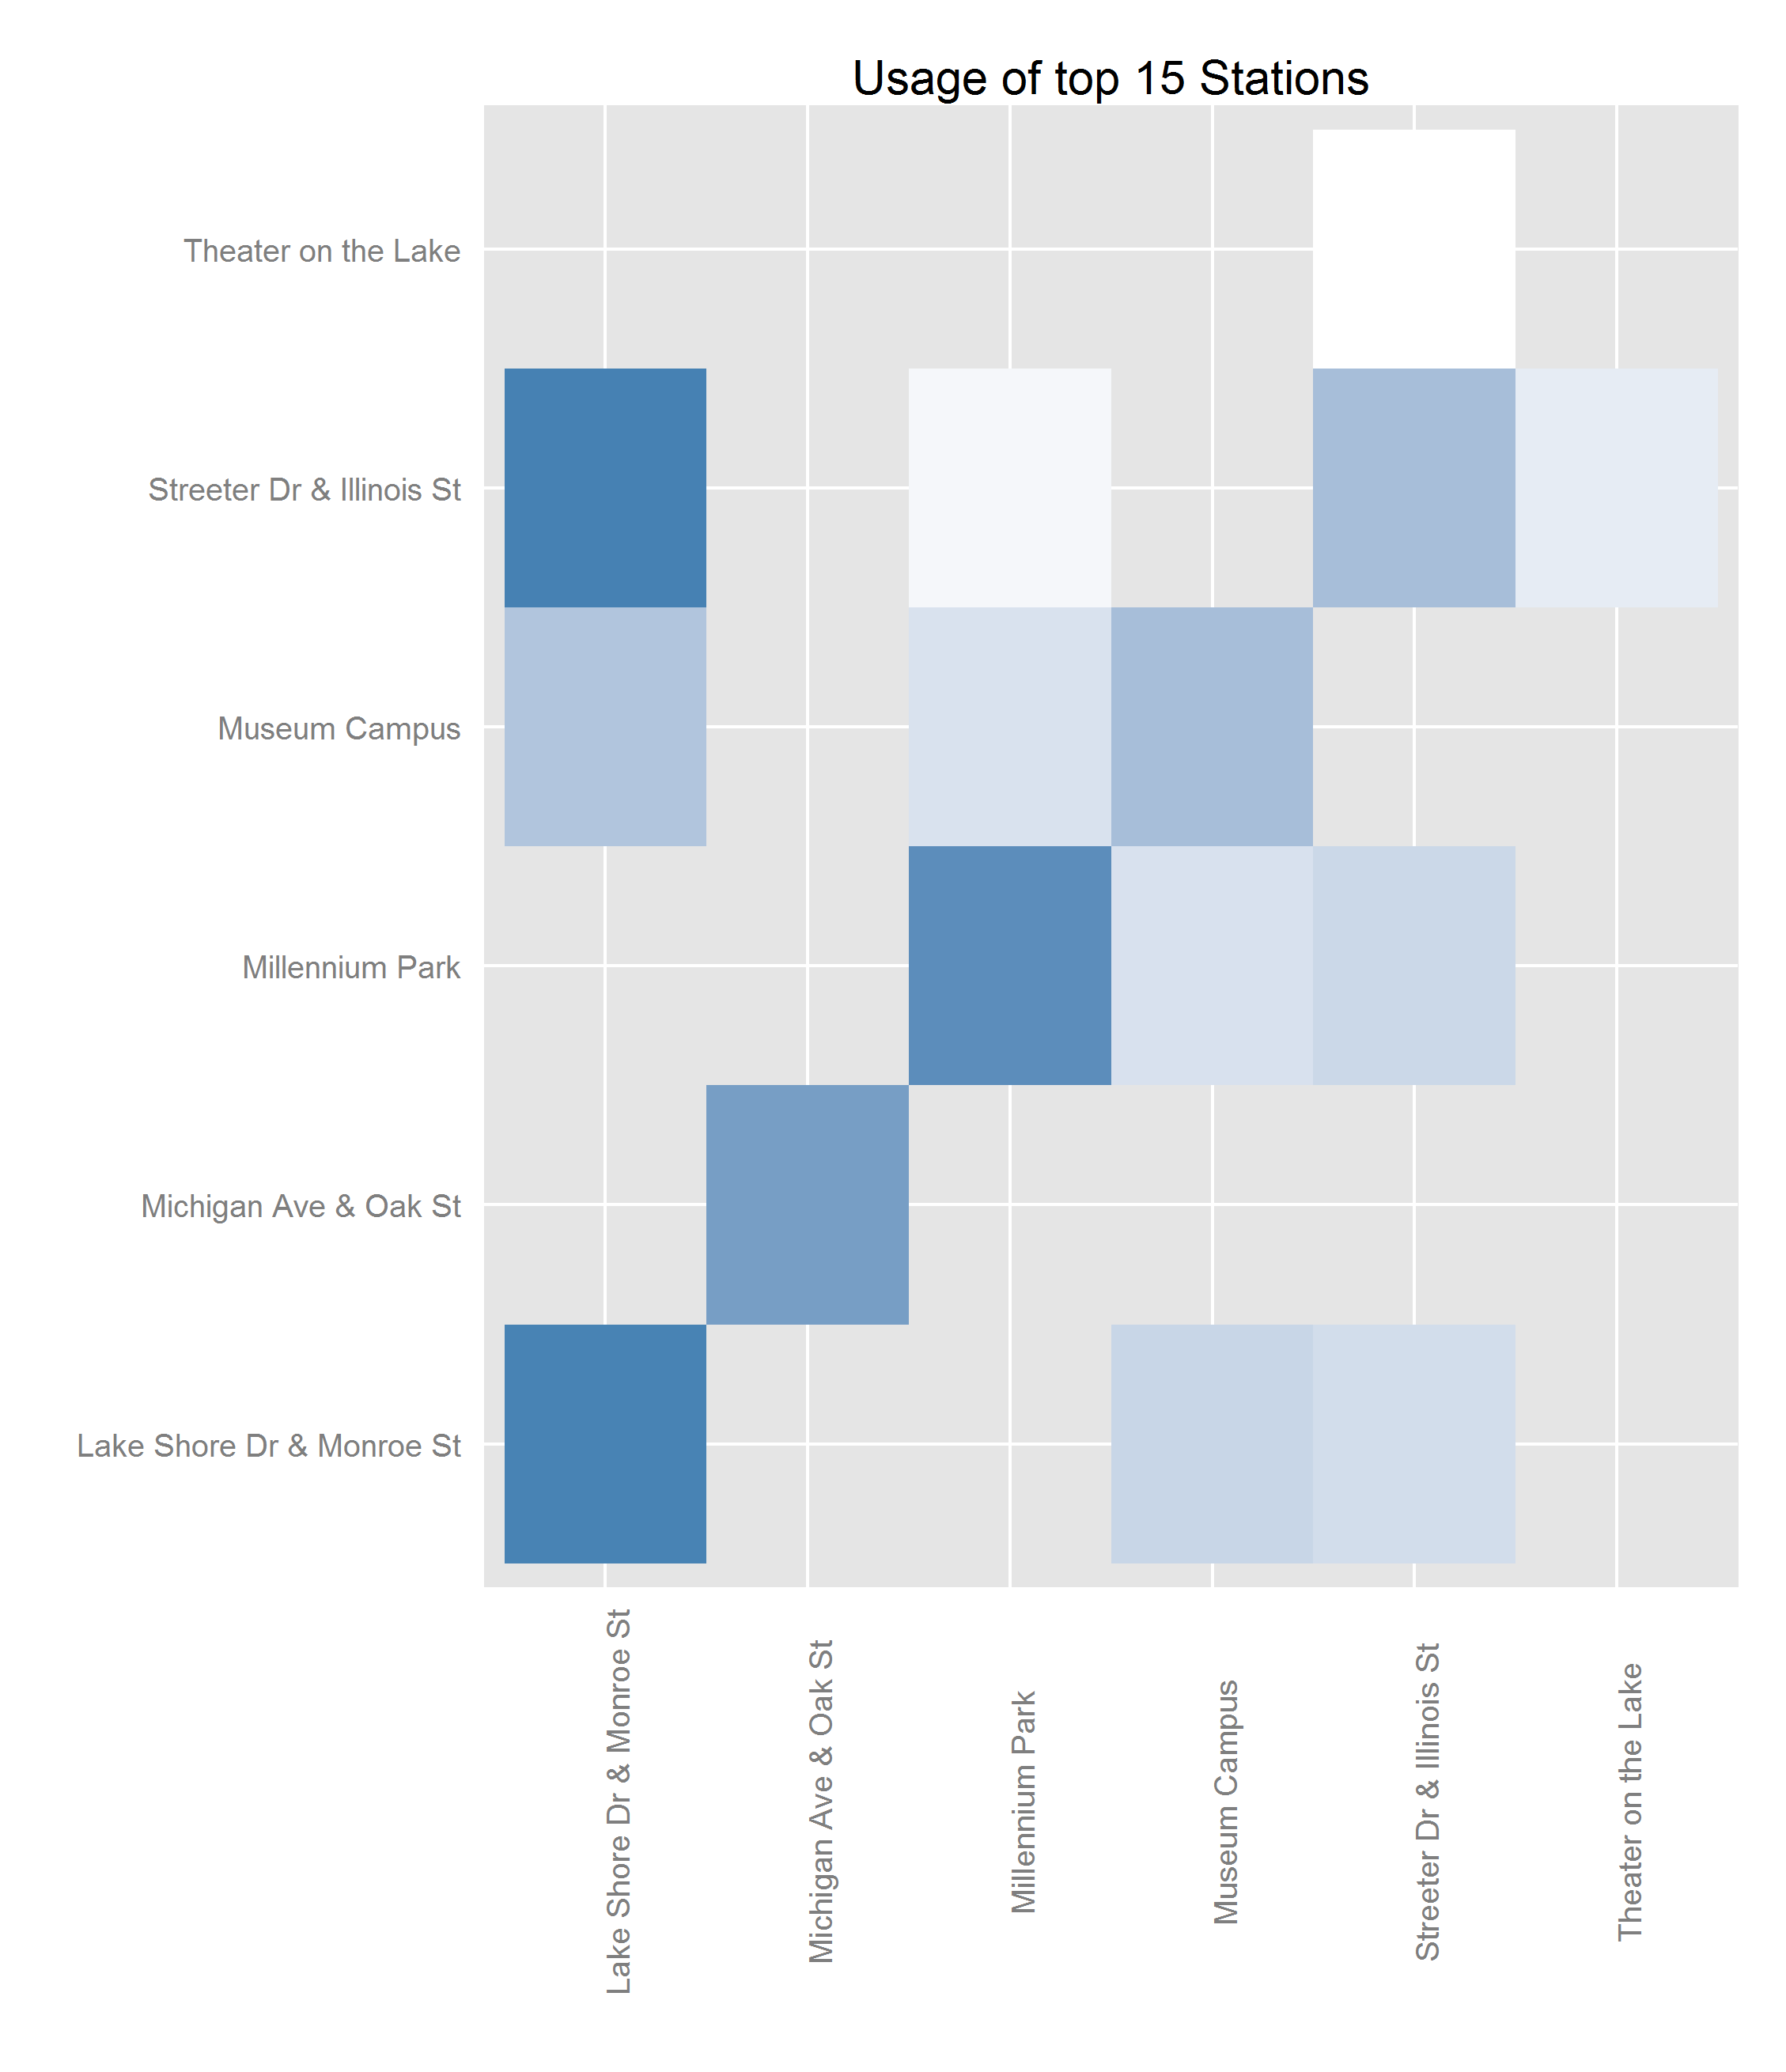 Usage of top 15 Stations
Theater on the Lake
Streeter Dr & Illinois St
Museum Campus
Millennium Park
Michigan Ave & Oak St
Lake Shore Dr & Monroe St
Lake Shore Dr & Monroe St
Michigan Ave & Oak St
Millennium Park
Museum Campus
Streeter Dr & Illinois St
Theater on the Lake